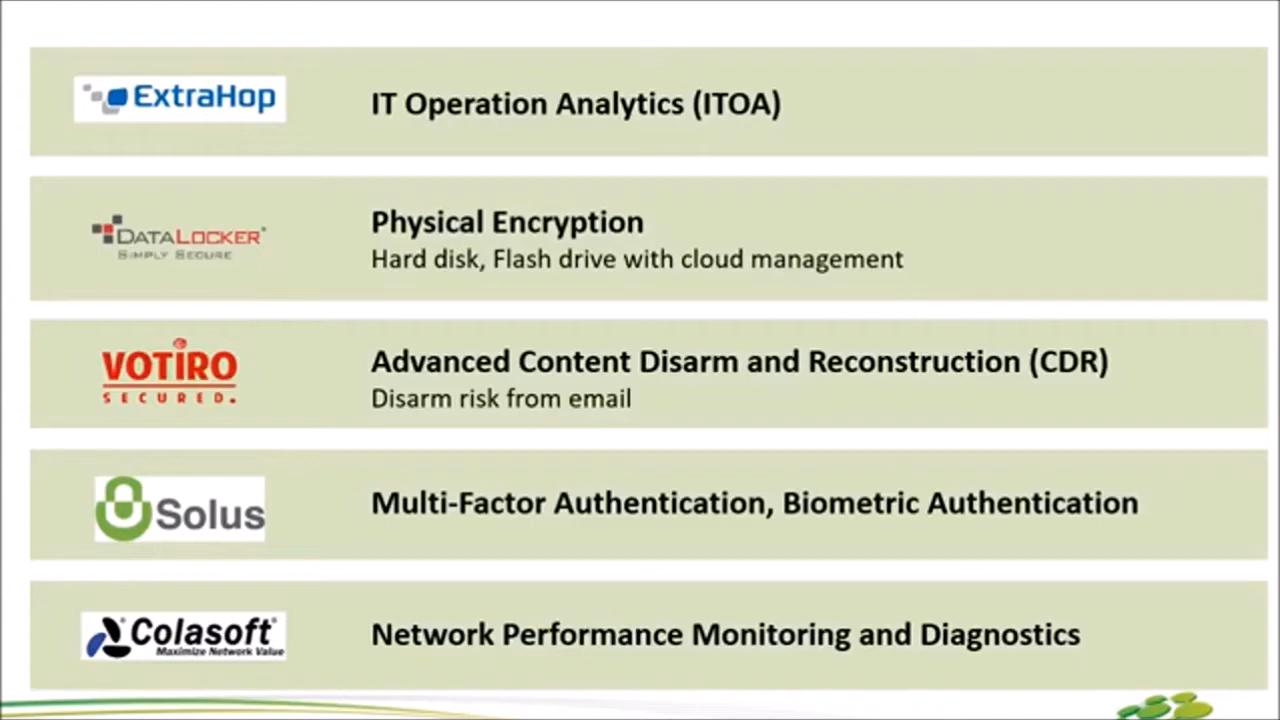 ExtraHop
IT Operation Analytics (ITOA)
DATALOCKER
SIMPLY SECURE
Physical Encryption
Hard disk, Flash drive with cloud management
VOTIRO
SECURED.
Advanced Content Disarm and Reconstruction (CDR)
Disarm risk from email
Solus
Multi-Factor Authentication, Biometric Authentication
Colasoft
Maximize Network Value
Network Performance Monitoring and Diagnostics